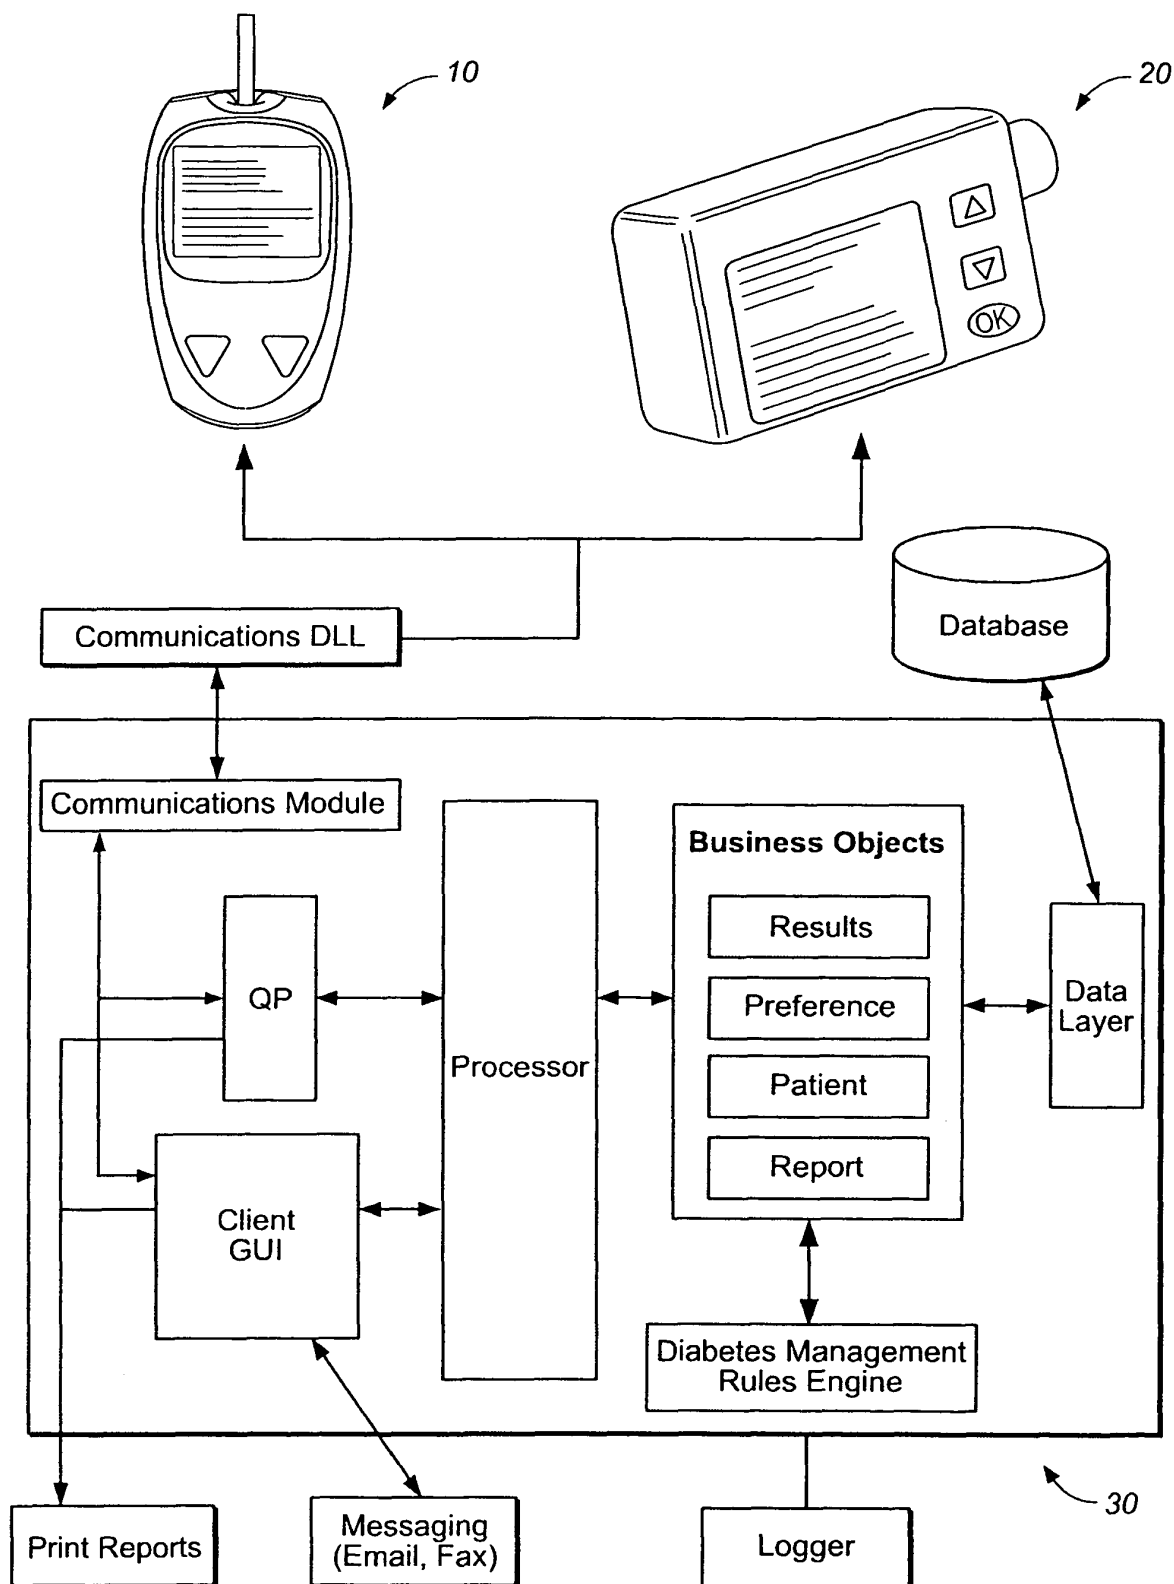 10
20
OK
Communications DLL
Database
Communications Module
Business Objects
Results
QP
Preference
Data
Layer
Processor
Patient
Report
Client
GUI
Diabetes Management
Rules Engine
30
Print Reports
Messaging
(Email, Fax)
Logger